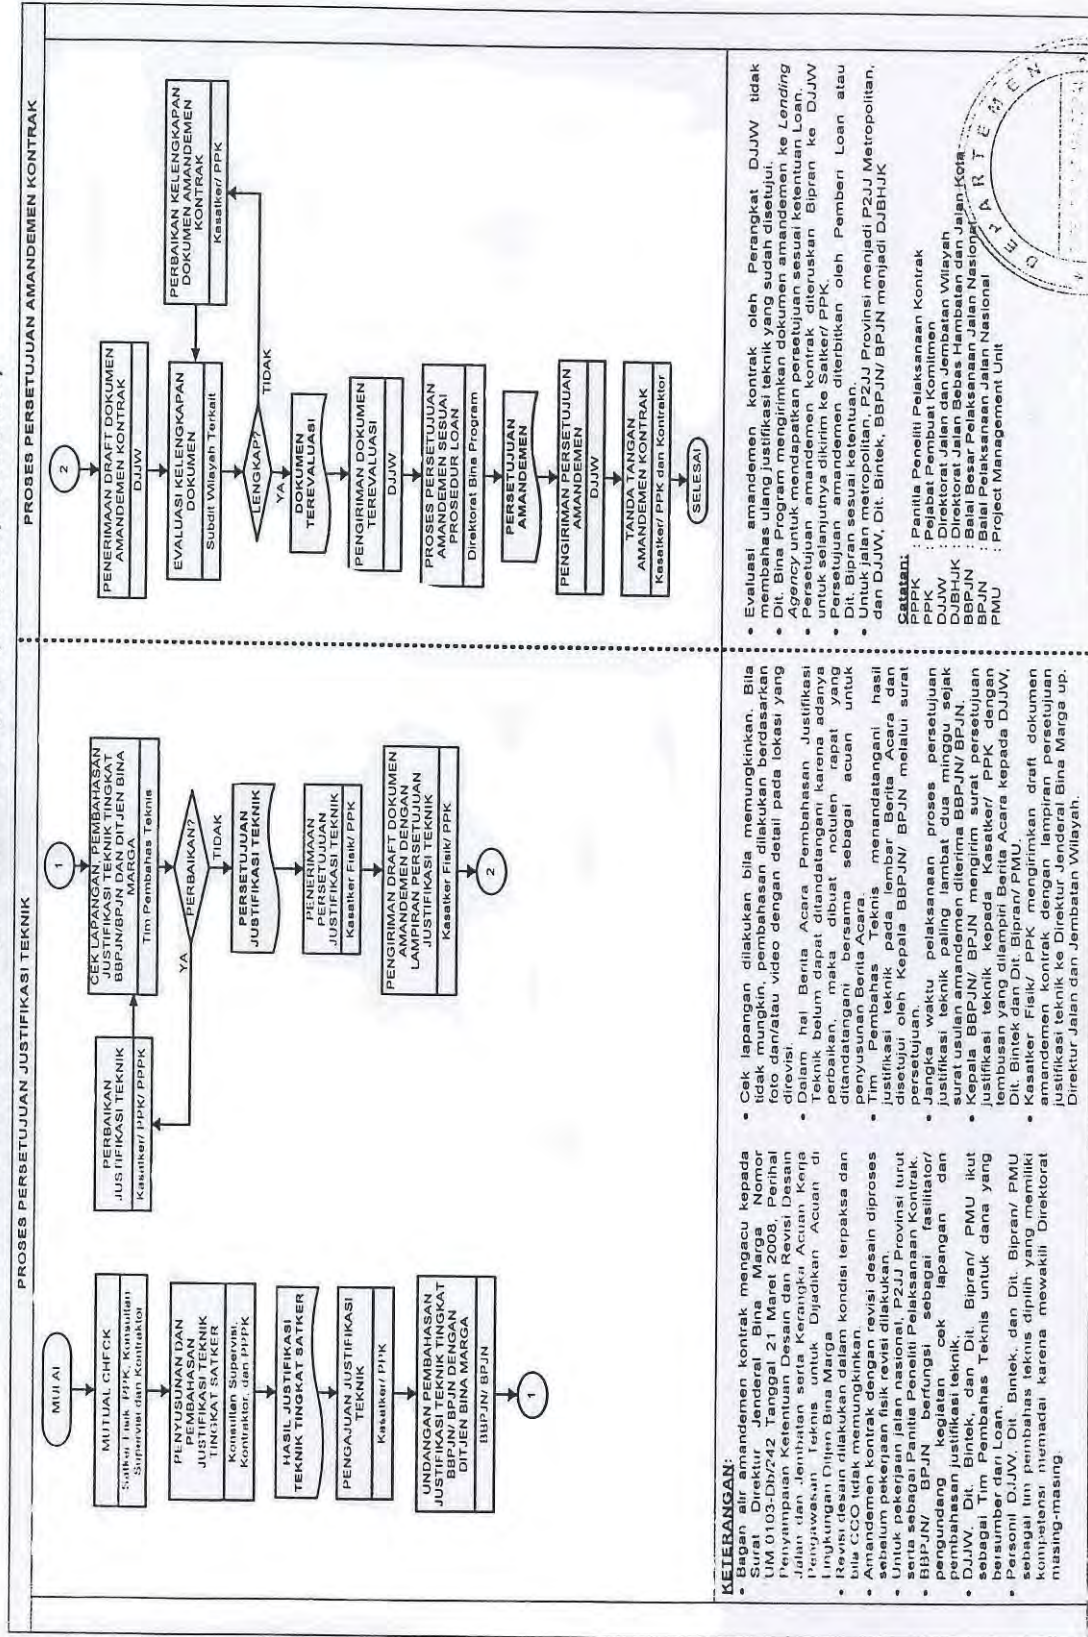 PROSES PERSETUJUAN JUSTIFIKASI TEKNIK
MULAI
MUTUAL CHECK
Satker Fisik PPK, Konsultan
Supervisi dan Kontraktor
PENYUSUNAN DAN
PEMBAHASAN
JUSTIFIKASI TEKNIK
TINGKAT SATKER
Konsultan Supervisi,
Kontraktor, dan PPPK
HASIL JUSTIFIKASI
TEKNIK TINGKAT SATKER
PENGAJUAN JUSTIFIKASI
TEKNIK
Kasatker/ PPK
UNDANGAN PEMBAHASAN
JUSTIFIKASI TEKNIK TINGKAT
BBPJN/ BPJN DENGAN
DITJEN BINA MARGA
BBPJN/ BPJN
1
PERBAIKAN
JUSTIFIKASI TEKNIK
Kasatker/ PPK/ PPPK
1
CEK LAPANGAN, PEMBAHASAN
JUSTIFIKASI TEKNIK TINGKAT
BBPJN/BPJN DAN DITJEN BINA
MARGA
Tim Pembahas Teknis
PERBAIKAN?
YA
TIDAK
PERSETUJUAN
JUSTIFIKASI TEKNIK
PENERIMAAN
PERSETUJUAN
JUSTIFIKASI TEKNIK
Kasatker Fisik/ PPK
PENGIRIMAN DRAFT DOKUMEN
AMANDEMEN DENGAN
LAMPIRAN PERSETUJUAN
JUSTIFIKASI TEKNIK
Kasatker Fisik/ PPK
2
PROSES PERSETUJUAN AMANDEMEN KONTRAK
2
PENERIMAAN DRAFT DOKUMEN
AMANDEMEN KONTRAK
DJJW
EVALUASI KELENGKAPAN
DOKUMEN
Subdit Wilayah Terkait
PERBAIKAN KELENGKAPAN
DOKUMEN AMANDEMEN
KONTRAK
Kasatker/ PPK
LENGKAP?
TIDAK
YA
DOKUMEN
TEREVALUASI
PENGIRIMAN DOKUMEN
TEREVALUASI
DJJW
PROSES PERSETUJUAN
AMANDEMEN SESUAI
PROSEDUR LOAN
Direktorat Bina Program
PERSETUJUAN
AMANDEMEN
PENGIRIMAN PERSETUJUAN
AMANDEMEN
DJJW
TANDA TANGAN
AMANDEMEN KONTRAK
Kasatker/ PPK dan Kontraktor
SELESAI
KETERANGAN:
• Bagan alir amandemen kontrak mengacu kepada
Surat Direktur Jenderal Bina Marga Nomor
UM.0103-Db/242 Tanggal 21 Maret 2008, Perihal
Penyampaian Ketentuan Desain dan Revisi Desain
Jalan dan Jembatan serta Kerangka Acuan Kerja
Pengawasan Teknis untuk Dijadikan Acuan di
Lingkungan Ditjen Bina Marga
• Revisi desain dilakukan dalam kondisi terpaksa dan
bila CCO tidak memungkinkan.
• Amandemen kontrak dengan revisi desain diproses
sebelum pekerjaan fisik revisi dilakukan.
• Untuk pekerjaan jalan nasional, P2JJ Provinsi turut
serta sebagai Panitia Peneliti Pelaksanaan Kontrak.
• BBPJN/ BPJN berfungsi sebagai fasilitator/
pengundang kegiatan cek lapangan dan
pembahasan justifikasi teknik.
• DJJW, Dit. Bintek, dan Dit. Bipran/ PMU ikut
sebagai Tim Pembahas Teknis untuk dana yang
bersumber dari Loan.
• Personil DJJW, Dit. Bintek, dan Dit. Bipran/ PMU
sebagai tim pembahas teknis dipilih yang memiliki
kompetensi memadai karena mewakili Direktorat
masing-masing.
• Cek lapangan dilakukan bila memungkinkan. Bila
tidak mungkin, pembahasan dilakukan berdasarkan
foto dan/atau video dengan detail pada lokasi yang
direvisi.
• Dalam hal Berita Acara Pembahasan Justifikasi
Teknik belum dapat ditandatangani karena adanya
perbaikan, maka dibuat notulen rapat yang
ditandatangani bersama sebagai acuan untuk
penyusunan Berita Acara.
• Tim Pembahas Teknis menandatangani hasil
justifikasi teknik pada lembar Berita Acara dan
disetujui oleh Kepala BBPJN/ BPJN melalui surat
persetujuan.
• Jangka waktu pelaksanaan proses persetujuan
justifikasi teknik paling lambat dua minggu sejak
surat usulan amandemen diterima BBPJN/ BPJN.
• Kepala BBPJN/ BPJN mengirim surat persetujuan
justifikasi teknik kepada Kasatker/ PPK dengan
tembusan yang dilampiri Berita Acara kepada DJJW,
Dit. Bintek dan Dit. Bipran/ PMU.
• Kasatker Fisik/ PPK mengirimkan draft dokumen
amandemen kontrak dengan lampiran persetujuan
justifikasi teknik ke Direktur Jenderal Bina Marga up.
Direktur Jalan dan Jembatan Wilayah.
• Evaluasi amandemen kontrak oleh Perangkat DJJW tidak
membahas ulang justifikasi teknik yang sudah disetujui.
• Dit. Bina Program mengirimkan dokumen amandemen ke Lending
Agency untuk mendapatkan persetujuan sesuai ketentuan Loan.
• Persetujuan amandemen kontrak diteruskan Bipran ke DJJW
untuk selanjutnya dikirim ke Satker/ PPK.
• Persetujuan amandemen diterbitkan oleh Pemberi Loan atau
Dit. Bipran sesuai ketentuan.
• Untuk jalan metropolitan, P2JJ Provinsi menjadi P2JJ Metropolitan,
dan DJJW, Dit. Bintek, BBPJN/ BPJN menjadi DJBHJK
Catatan:
PPPK : Panitia Peneliti Pelaksanaan Kontrak
PPK : Pejabat Pembuat Komitmen
DJJW : Direktorat Jalan dan Jembatan Wilayah
DJBHJK : Direktorat Jalan Bebas Hambatan dan Jalan Kota
BBPJN : Balai Besar Pelaksanaan Jalan Nasional
BPJN : Balai Pelaksanaan Jalan Nasional
PMU : Project Management Unit
DEPARTEMEN